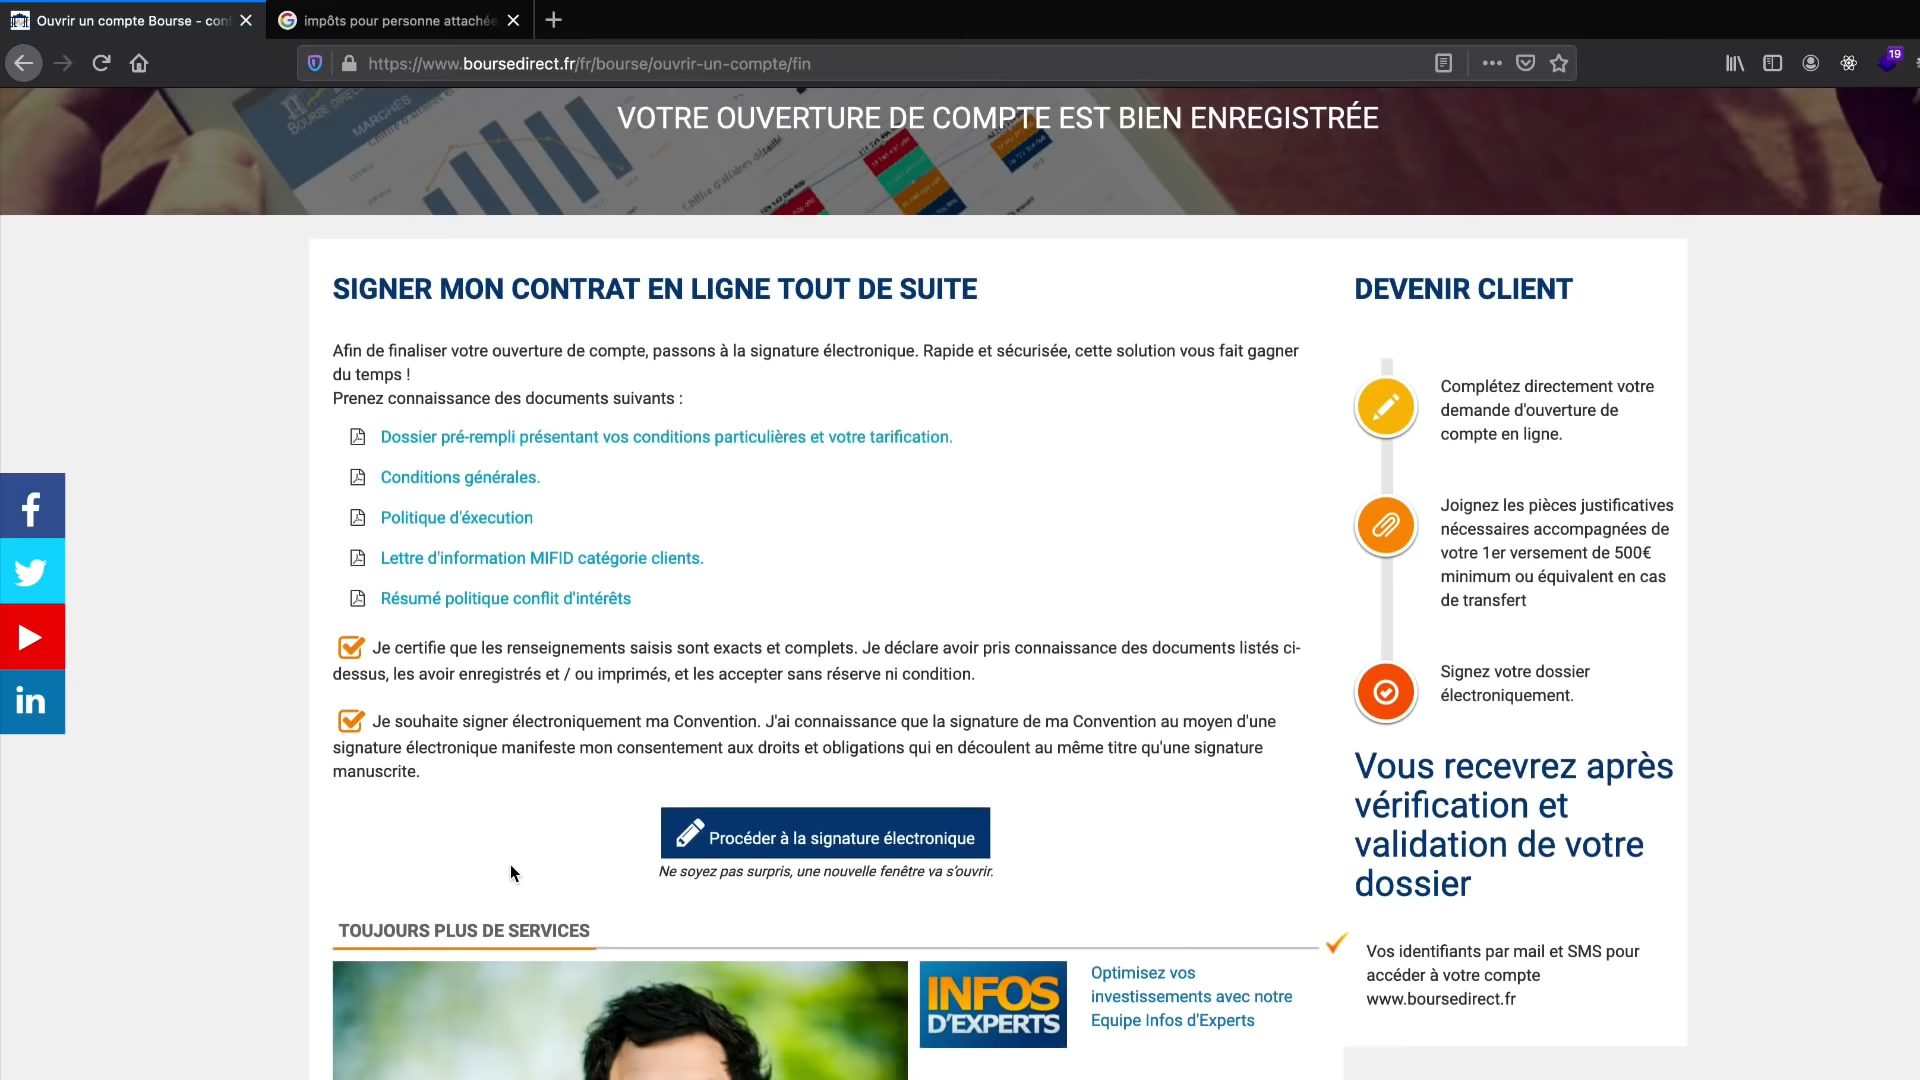 Ouvrir un compte Bourse - con
impôts pour personne attachée
https://www.boursedirect.fr/fr/bourse/ouvrir-un-compte/fin
19
BOURSE DIRECT
MARCHÉS
Chiffre d'affaires détaillé
VOTRE OUVERTURE DE COMPTE EST BIEN ENREGISTRÉE
SIGNER MON CONTRAT EN LIGNE TOUT DE SUITE
Afin de finaliser votre ouverture de compte, passons à la signature électronique. Rapide et sécurisée, cette solution vous fait gagner
du temps !
Prenez connaissance des documents suivants :
Dossier pré-rempli présentant vos conditions particulières et votre tarification.
Conditions générales.
Politique d'éxecution
Lettre d'information MIFID catégorie clients.
Résumé politique conflit d'intérêts
Je certifie que les renseignements saisis sont exacts et complets. Je déclare avoir pris connaissance des documents listés ci-
dessus, les avoir enregistrés et / ou imprimés, et les accepter sans réserve ni condition.
Je souhaite signer électroniquement ma Convention. J'ai connaissance que la signature de ma Convention au moyen d'une
signature électronique manifeste mon consentement aux droits et obligations qui en découlent au même titre qu'une signature
manuscrite.
Procéder à la signature électronique
Ne soyez pas surpris, une nouvelle fenêtre va s'ouvrir.
TOUJOURS PLUS DE SERVICES
INFOS
D'EXPERTS
Optimisez vos
investissements avec notre
Equipe Infos d'Experts
DEVENIR CLIENT
Complétez directement votre
demande d'ouverture de
compte en ligne.
Joignez les pièces justificatives
nécessaires accompagnées de
votre 1er versement de 500€
minimum ou équivalent en cas
de transfert
Signez votre dossier
électroniquement.
Vous recevrez après
vérification et
validation de votre
dossier
Vos identifiants par mail et SMS pour
accéder à votre compte
www.boursedirect.fr